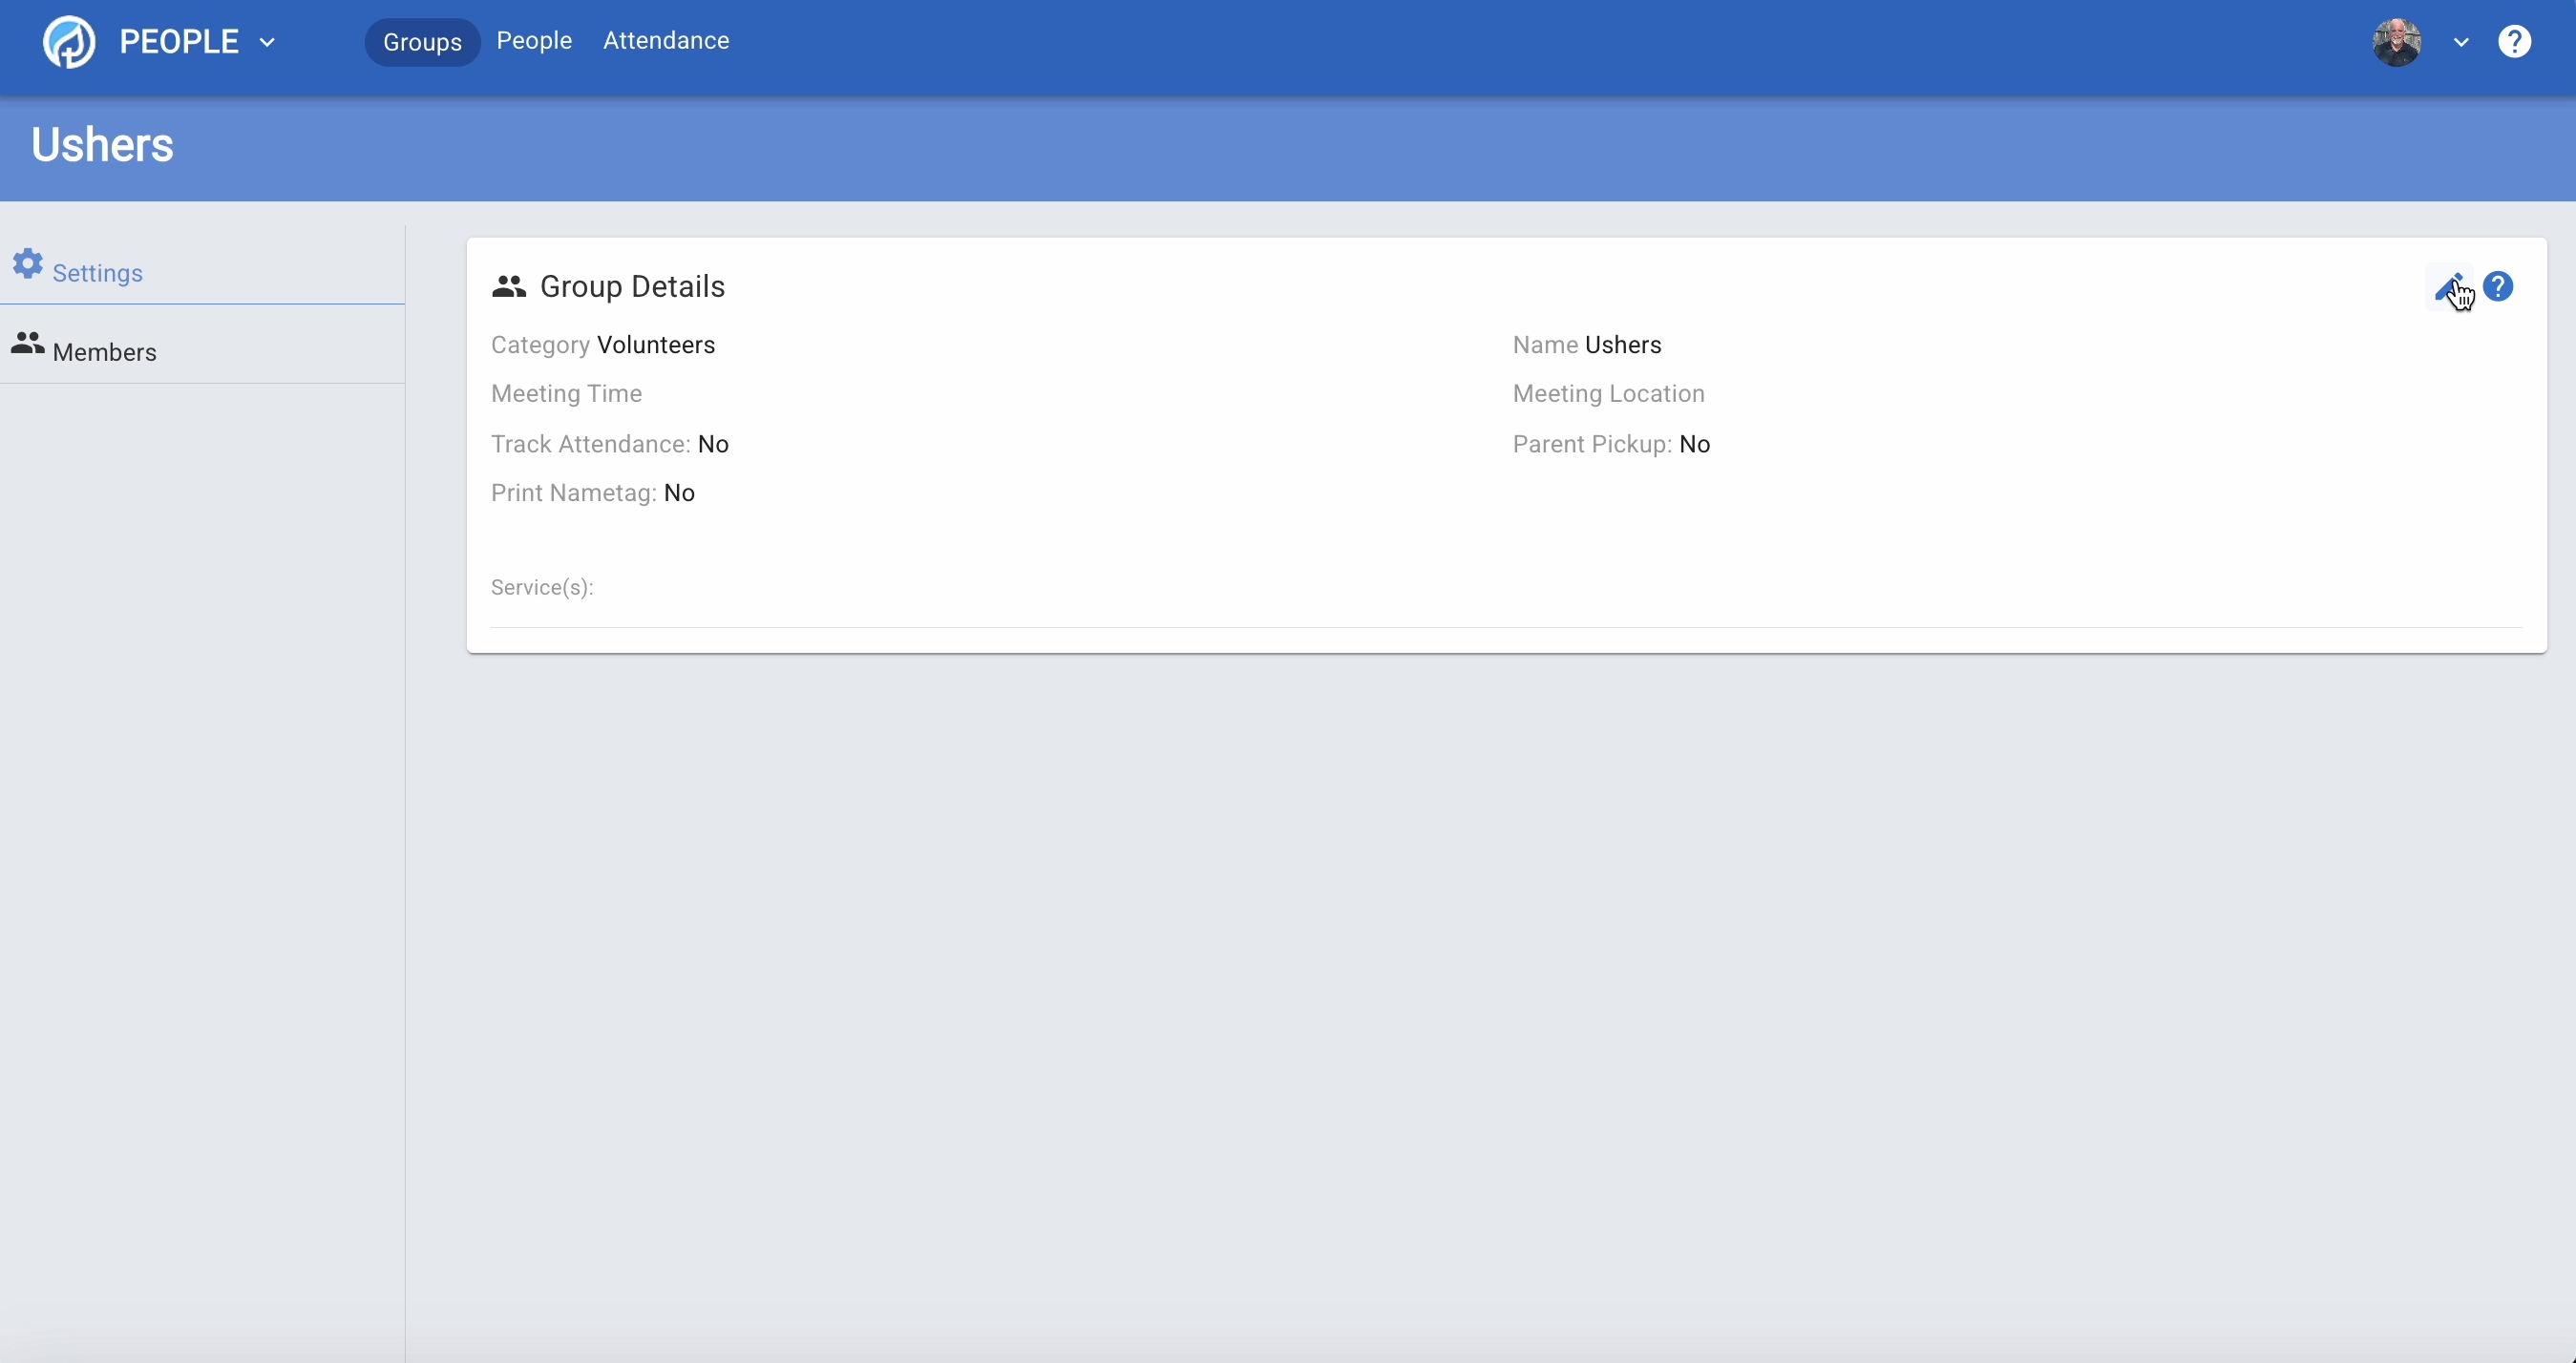 PEOPLE
Groups People Attendance
?
Ushers
Settings
Members
Group Details
?
Category Volunteers
Name Ushers
Meeting Time
Meeting Location
Track Attendance: No
Parent Pickup: No
Print Nametag: No
Service(s):